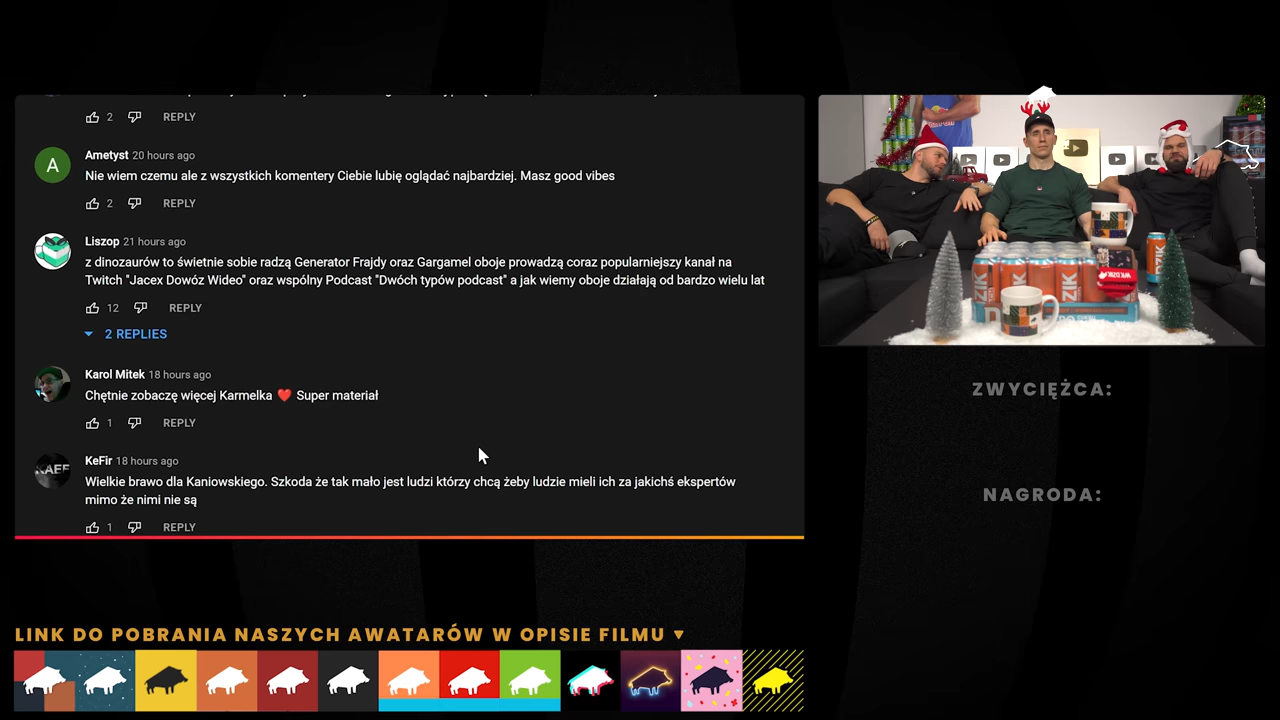 2 REPLY
A
Ametyst 20 hours ago
Nie wiem czemu ale z wszystkich komentery Ciebie lubię oglądać najbardziej. Masz good vibes
2 REPLY
Liszop 21 hours ago
z dinozaurów to świetnie sobie radzą Generator Frajdy oraz Gargamel oboje prowadzą coraz popularniejszy kanał na
Twitch "Jacex Dowóz Wideo" oraz wspólny Podcast "Dwóch typów podcast" a jak wiemy oboje działają od bardzo wielu lat
12 REPLY
2 REPLIES
Karol Mitek 18 hours ago
Chętnie zobaczę więcej Karmelka ❤️ Super materiał
1 REPLY
KAEF
KeFir 18 hours ago
Wielkie brawo dla Kaniowskiego. Szkoda że tak mało jest ludzi którzy chcą żeby ludzie mieli ich za jakichś ekspertów
mimo że nimi nie są
1 REPLY
DZIK
DZIK
ZWYCIĘŻCA:
NAGRODA:
LINK DO POBRANIA NASZYCH AWATARÓW W OPISIE FILMU ▼